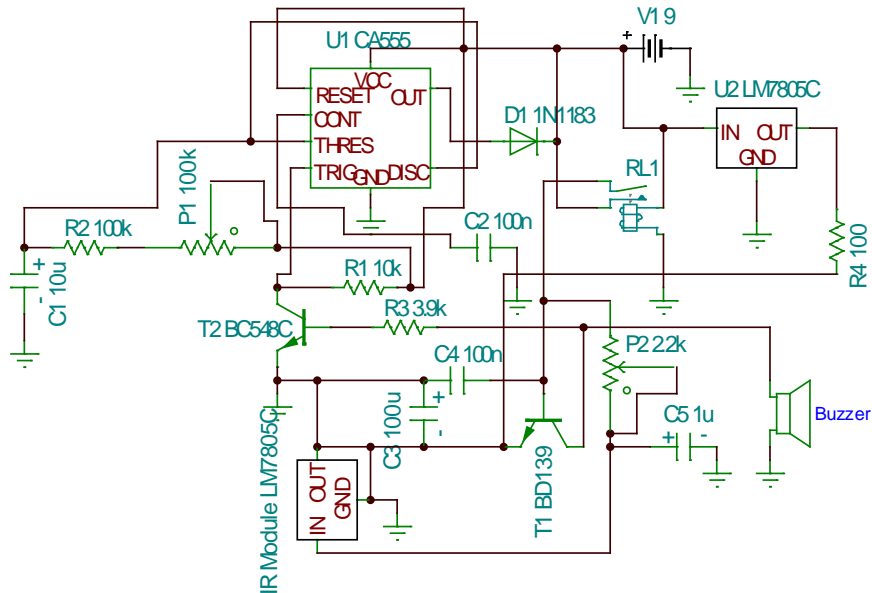 V1 9
U1 CA555
VCC
RESET
OUT
CONT
THRES
TRIG
GND
DISC
D1 1N1183
U2 LM7805C
IN
OUT
GND
RL1
P1 100k
R2 100k
C2 100n
R4 100
+
-
C1 10u
R1 10k
T2 BC548C
R3 3.9k
P2 2.2k
C4 100n
+
-
C3 100u
C5 1u
+
-
Buzzer
T1 BD139
IR Module LM7805C
IN
OUT
GND
+